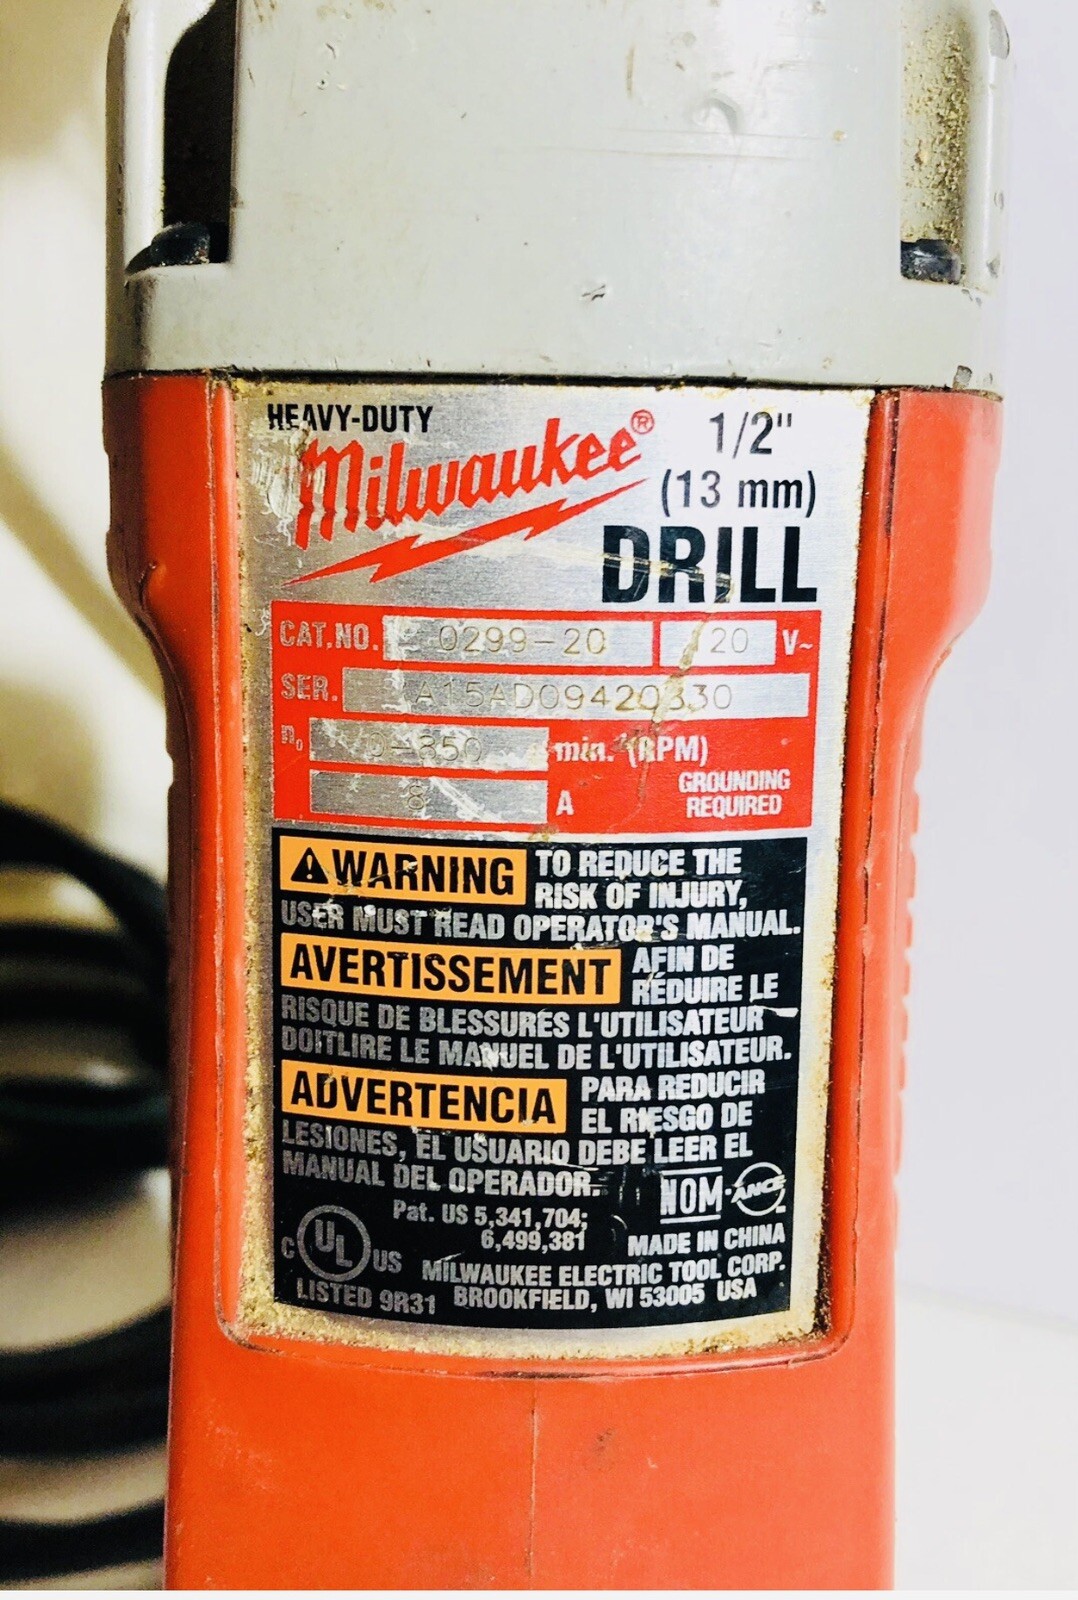 HEAVY-DUTY
Milwaukee®
1/2"
(13 mm)
DRILL
CAT.NO. 0299-20 120 V~
SER. A15AD09420330
n₀ 0-850 min. (RPM)
8 A
GROUNDING
REQUIRED
⚠WARNING TO REDUCE THE
RISK OF INJURY,
USER MUST READ OPERATOR'S MANUAL.
AVERTISSEMENT AFIN DE
RÉDUIRE LE
RISQUE DE BLESSURES L'UTILISATEUR
DOITLIRE LE MANUEL DE L'UTILISATEUR.
ADVERTENCIA PARA REDUCIR
EL RIESGO DE
LESIONES, EL USUARIO DEBE LEER EL
MANUAL DEL OPERADOR.
NOM-ANCE
Pat. US 5,341,704;
6,499,381
MADE IN CHINA
C UL US
LISTED 9R31
MILWAUKEE ELECTRIC TOOL CORP.
BROOKFIELD, WI 53005 USA